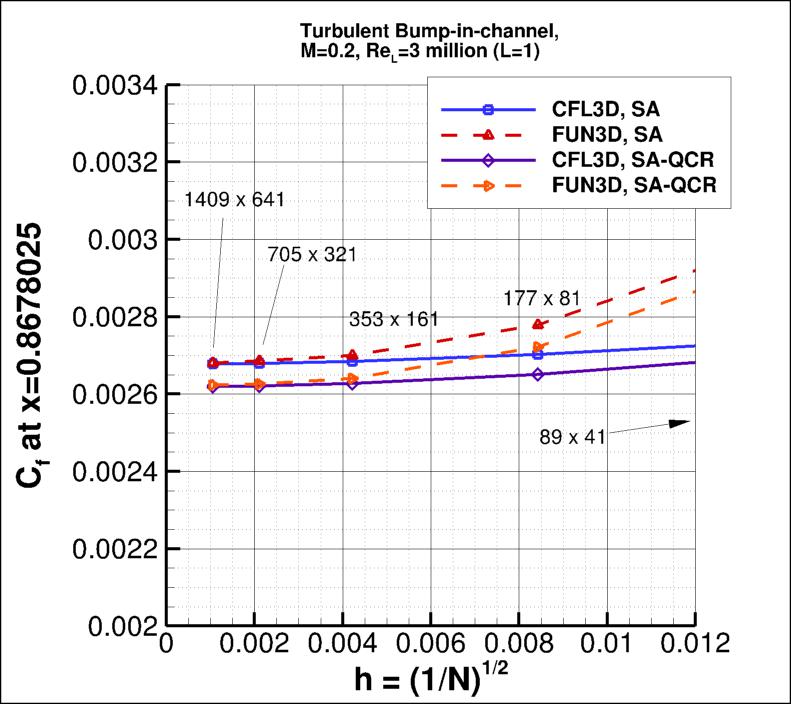 Turbulent Bump-in-channel,
M=0.2, Re_L=3 million (L=1)
CFL3D, SA
FUN3D, SA
CFL3D, SA-QCR
FUN3D, SA-QCR
0.0034
0.0032
0.003
0.0028
0.0026
0.0024
0.0022
0.002
C_f at x=0.8678025
1409 x 641
705 x 321
353 x 161
177 x 81
89 x 41
0
0.002
0.004
0.006
0.008
0.01
0.012
h = (1/N)^1/2